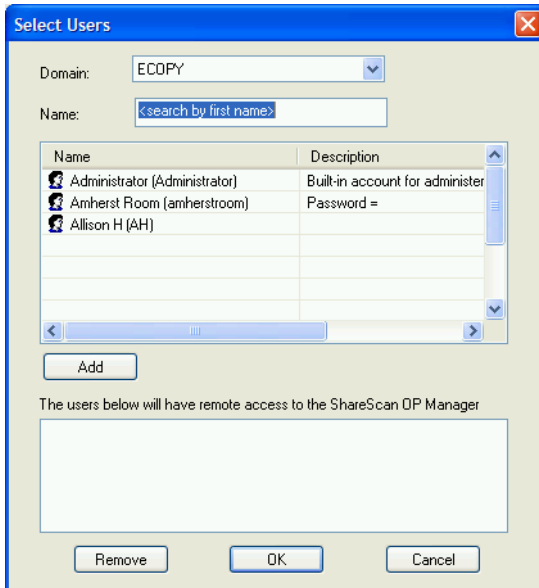 Select Users
Domain: ECOPY
Name: <search by first name>
Name Description
Administrator (Administrator) Built-in account for administer
Amherst Room (amherstroom) Password =
Allison H (AH)
Add
The users below will have remote access to the ShareScan OP Manager
Remove OK Cancel